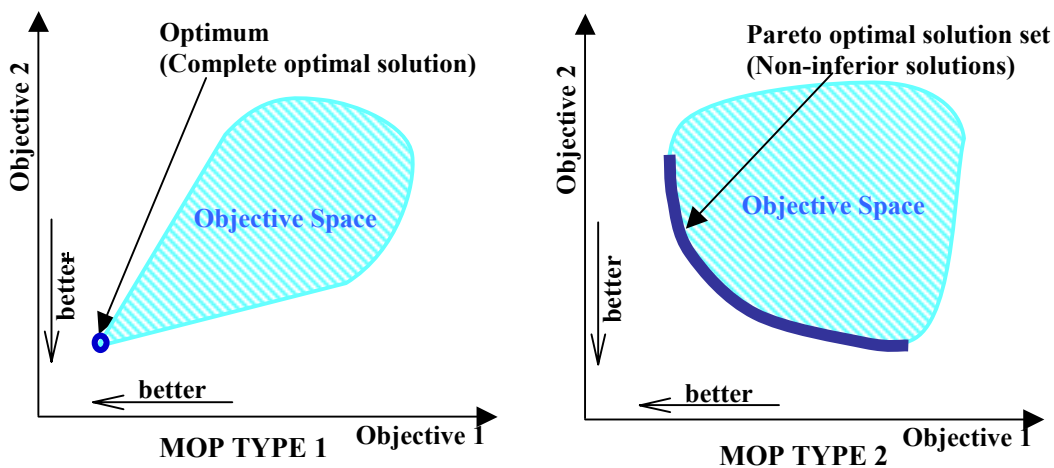 Optimum
(Complete optimal solution)
Objective 2
Objective Space
better
better
Objective 1
MOP TYPE 1
Pareto optimal solution set
(Non-inferior solutions)
Objective 2
Objective Space
better
better
Objective 1
MOP TYPE 2